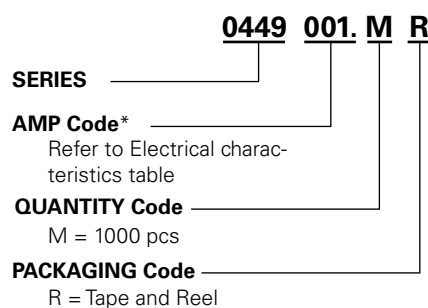 0449 001. M R
SERIES
AMP Code*
Refer to Electrical charac-
teristics table
QUANTITY Code
M = 1000 pcs
PACKAGING Code
R = Tape and Reel